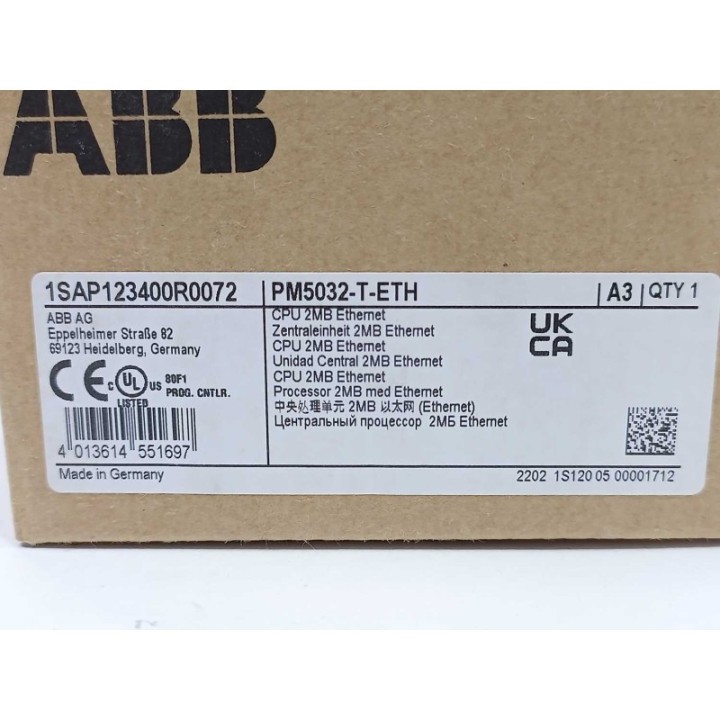 ABB
1SAP123400R0072
PM5032-T-ETH
A3
QTY 1
ABB AG
Eppelheimer Straße 82
69123 Heidelberg, Germany
CPU 2MB Ethernet
Zentraleinheit 2MB Ethernet
CPU 2MB Ethernet
Unidad Central 2MB Ethernet
CPU 2MB Ethernet
Processor 2MB med Ethernet
中央处理单元 2MB 以太网 (Ethernet)
Центральный процессор 2МБ Ethernet
UK
CA
CE
C UL US
LISTED
80F1
PROG. CNTLR.
4 013614 551697
Made in Germany
2202 1S120 05 00001712